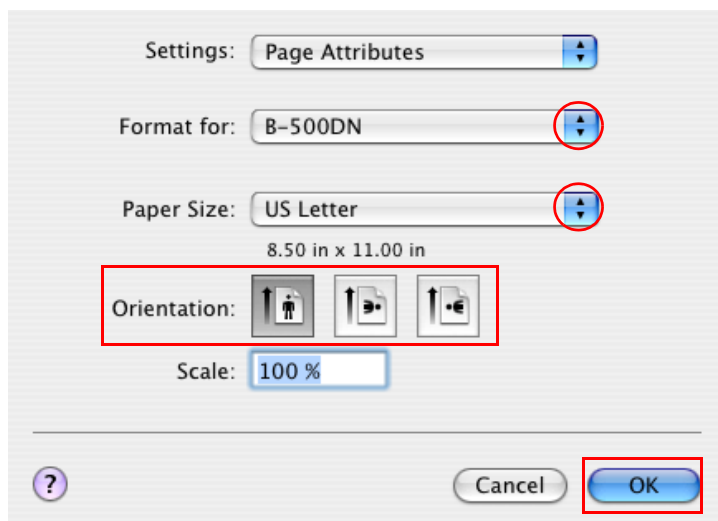 Settings: Page Attributes
Format for: B-500DN
Paper Size: US Letter
8.50 in x 11.00 in
Orientation:
Scale: 100 %
? Cancel OK